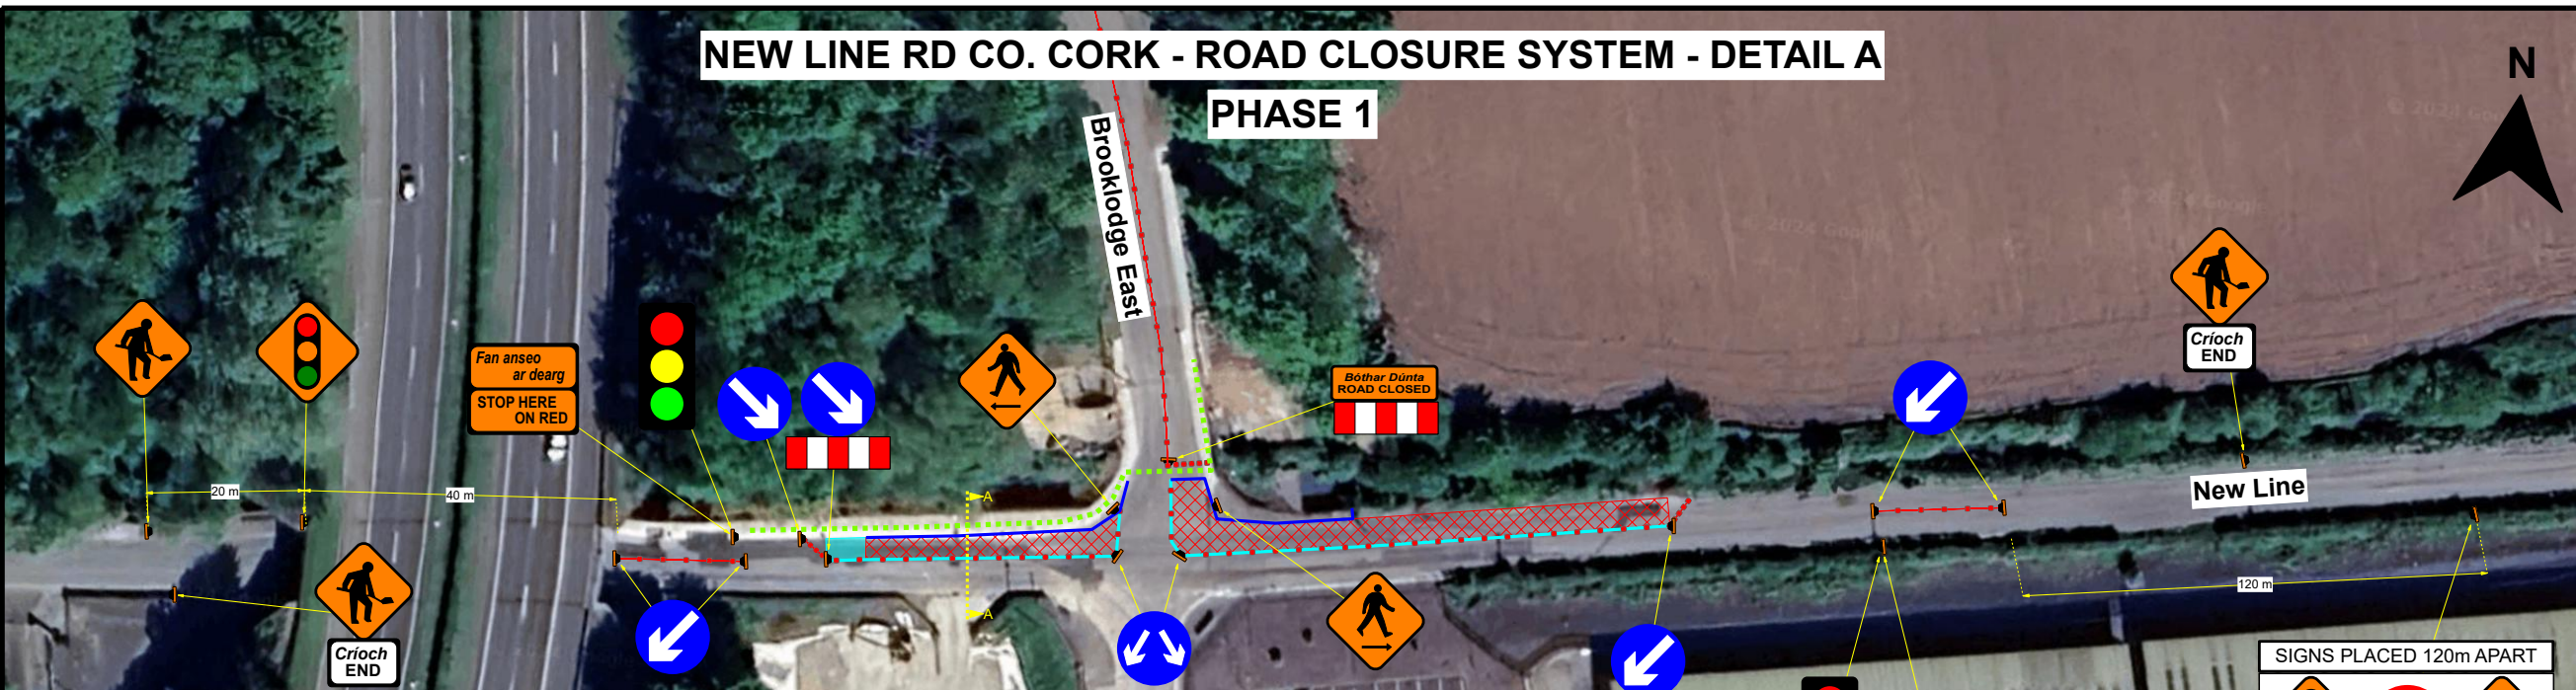 NEW LINE RD CO. CORK - ROAD CLOSURE SYSTEM - DETAIL A
PHASE 1
N
Brooklodge East
Fan anseo
ar dearg
STOP HERE
ON RED
Bóthar Dúnta
ROAD CLOSED
Críoch
END
20 m
40 m
A
A
New Line
120 m
Críoch
END
SIGNS PLACED 120m APART